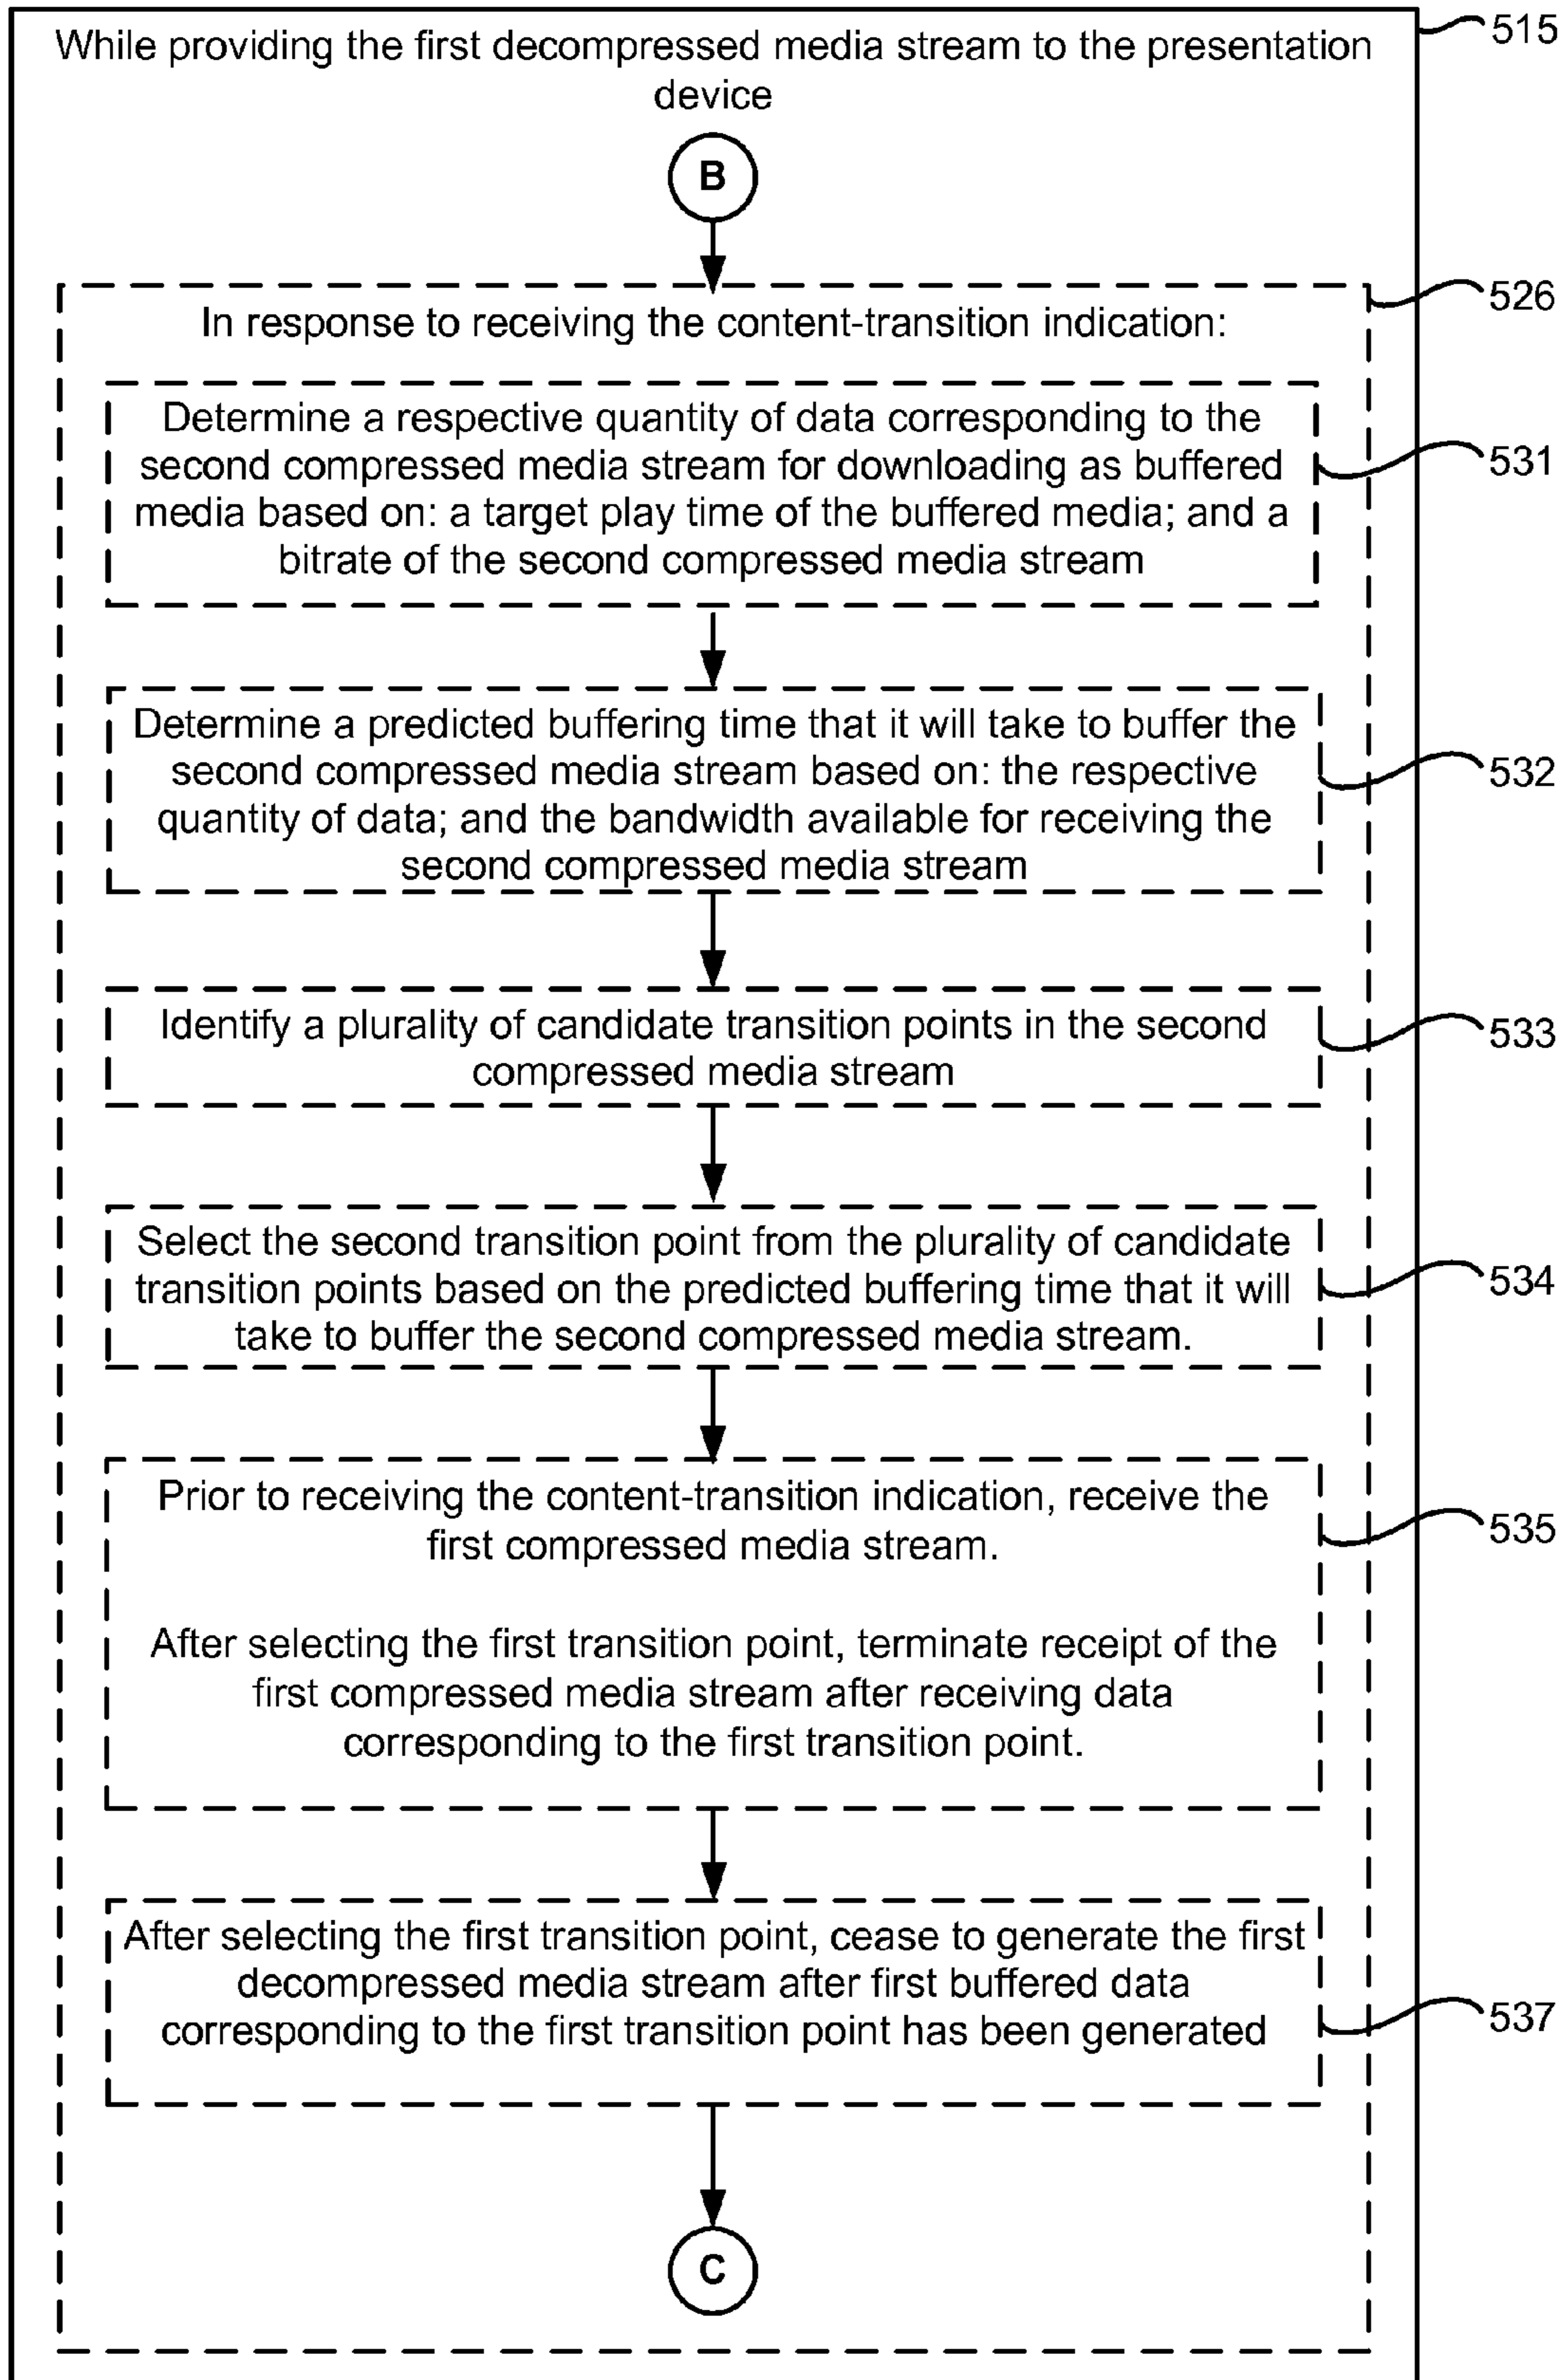 While providing the first decompressed media stream to the presentation
device
515
B
526
In response to receiving the content-transition indication:
Determine a respective quantity of data corresponding to the
second compressed media stream for downloading as buffered
media based on: a target play time of the buffered media; and a
bitrate of the second compressed media stream
531
Determine a predicted buffering time that it will take to buffer the
second compressed media stream based on: the respective
quantity of data; and the bandwidth available for receiving the
second compressed media stream
532
Identify a plurality of candidate transition points in the second
compressed media stream
533
Select the second transition point from the plurality of candidate
transition points based on the predicted buffering time that it will
take to buffer the second compressed media stream.
534
Prior to receiving the content-transition indication, receive the
first compressed media stream.
After selecting the first transition point, terminate receipt of the
first compressed media stream after receiving data
corresponding to the first transition point.
535
After selecting the first transition point, cease to generate the first
decompressed media stream after first buffered data
corresponding to the first transition point has been generated
537
C